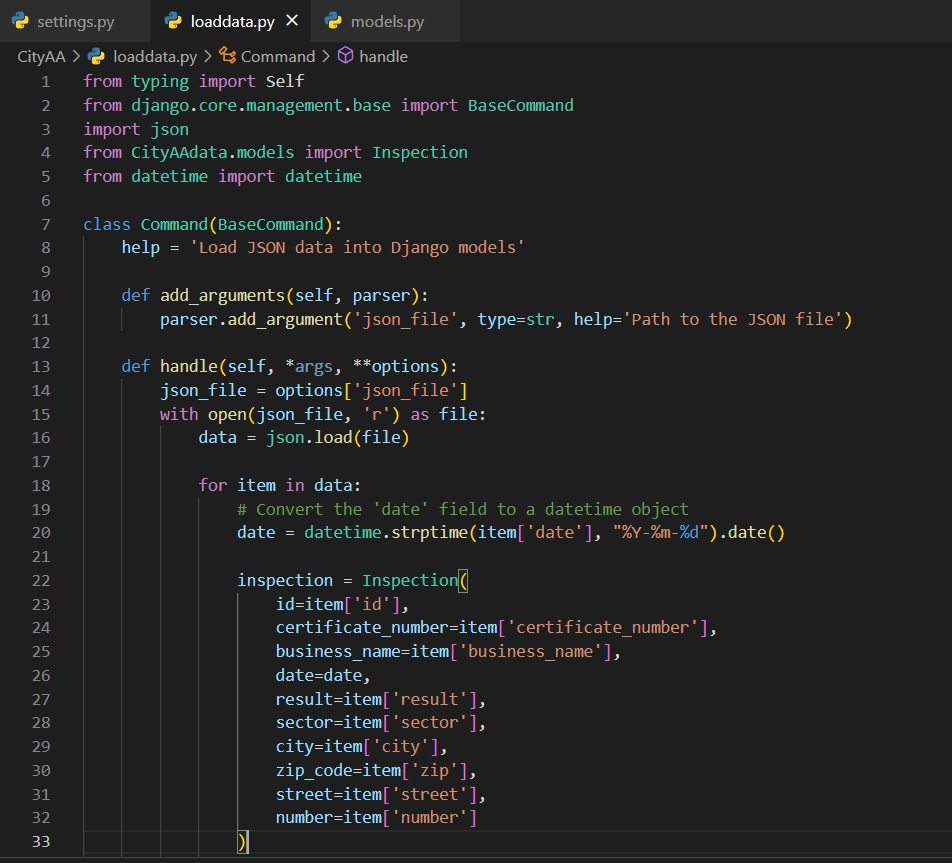 settings.py loaddata.py × models.py
CityAA > loaddata.py > Command > handle
1 from typing import Self
2 from django.core.management.base import BaseCommand
3 import json
4 from CityAAdata.models import Inspection
5 from datetime import datetime
6
7 class Command(BaseCommand):
8     help = 'Load JSON data into Django models'
9
10     def add_arguments(self, parser):
11         parser.add_argument('json_file', type=str, help='Path to the JSON file')
12
13     def handle(self, *args, **options):
14         json_file = options['json_file']
15         with open(json_file, 'r') as file:
16             data = json.load(file)
17
18             for item in data:
19                 # Convert the 'date' field to a datetime object
20                 date = datetime.strptime(item['date'], "%Y-%m-%d").date()
21
22                 inspection = Inspection(
23                     id=item['id'],
24                     certificate_number=item['certificate_number'],
25                     business_name=item['business_name'],
26                     date=date,
27                     result=item['result'],
28                     sector=item['sector'],
29                     city=item['city'],
30                     zip_code=item['zip'],
31                     street=item['street'],
32                     number=item['number']
33                 )